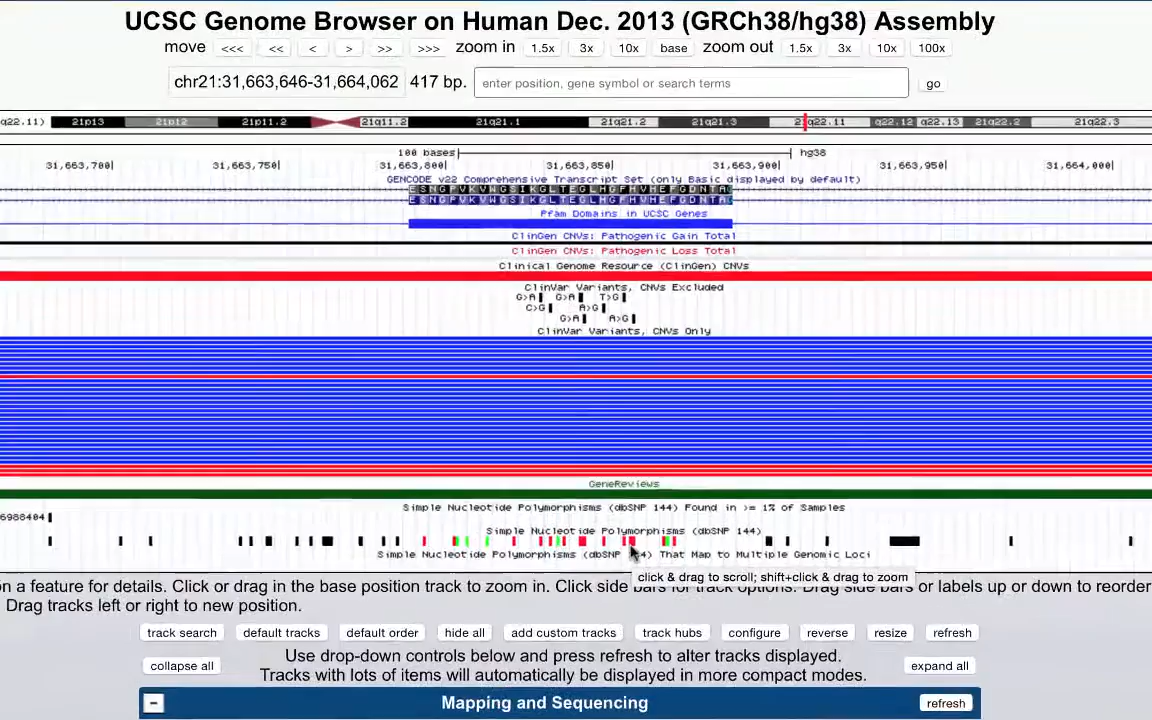 UCSC Genome Browser on Human Dec. 2013 (GRCh38/hg38) Assembly
move <<< << < > >> >>> zoom in 1.5x 3x 10x base zoom out 1.5x 3x 10x 100x
chr21:31,663,646-31,664,062 417 bp. enter position, gene symbol or search terms go
q22.11) 21p13 21p12 21p11.2 21q11.2 21q21.1 21q21.2 21q21.3 21q22.11 q22.12 q22.13 21q22.2 21q22.3
100 bases hg38
31,663,700 31,663,750 31,663,800 31,663,850 31,663,900 31,663,950 31,664,000
GENCODE v22 Comprehensive Transcript Set (only Basic displayed by default)
E S N G P V K V W G S I K G L T E G L H G F H V H E F G D N T A G
E S N G P V K V W G S I K G L T E G L H G F H V H E F G D N T A G
Pfam Domains in UCSC Genes
ClinGen CNVs: Pathogenic Gain Total
ClinGen CNVs: Pathogenic Loss Total
Clinical Genome Resource (ClinGen) CNVs
ClinVar Variants, CNVs Excluded
G>A G>A T>G
C>G A>G
G>A A>G
ClinVar Variants, CNVs Only
GeneReviews
Simple Nucleotide Polymorphisms (dbSNP 144) Found in >= 1% of Samples
6988404
Simple Nucleotide Polymorphisms (dbSNP 144)
Simple Nucleotide Polymorphisms (dbSNP 144) That Map to Multiple Genomic Loci
click & drag to scroll; shift+click & drag to zoom
on a feature for details. Click or drag in the base position track to zoom in. Click side bars for track options. Drag side bars or labels up or down to reorder
Drag tracks left or right to new position.
track search default tracks default order hide all add custom tracks track hubs configure reverse resize refresh
collapse all Use drop-down controls below and press refresh to alter tracks displayed. expand all
Tracks with lots of items will automatically be displayed in more compact modes.
- Mapping and Sequencing refresh